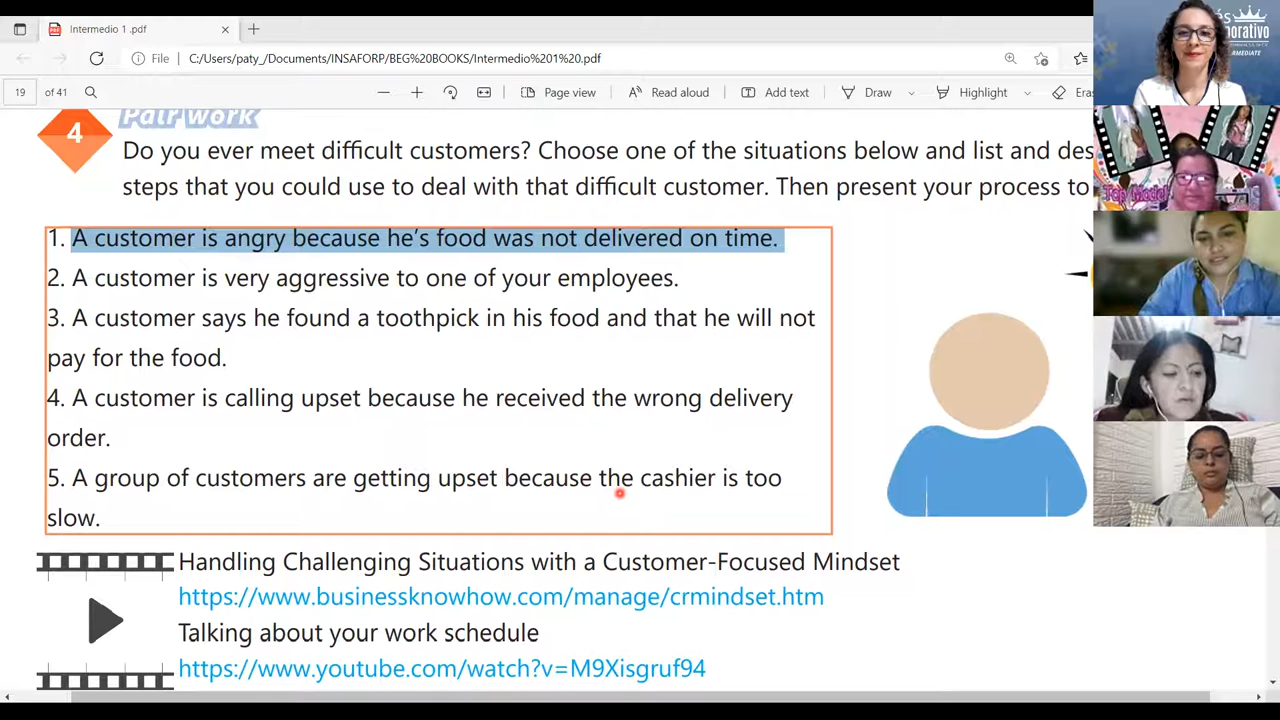 Intermedio 1 .pdf
File C:/Users/paty_/Documents/INSAFORP/BEG%20BOOKS/Intermedio%201%20.pdf
19 of 41 Page view Read aloud Add text Draw Highlight Eras
4 Pair work
Do you ever meet difficult customers? Choose one of the situations below and list and des
steps that you could use to deal with that difficult customer. Then present your process to
1. A customer is angry because he's food was not delivered on time.
2. A customer is very aggressive to one of your employees.
3. A customer says he found a toothpick in his food and that he will not
pay for the food.
4. A customer is calling upset because he received the wrong delivery
order.
5. A group of customers are getting upset because the cashier is too
slow.
Handling Challenging Situations with a Customer-Focused Mindset
https://www.businessknowhow.com/manage/crmindset.htm
Talking about your work schedule
https://www.youtube.com/watch?v=M9Xisgruf94
és
orativo
RMEDIATE
Top Model